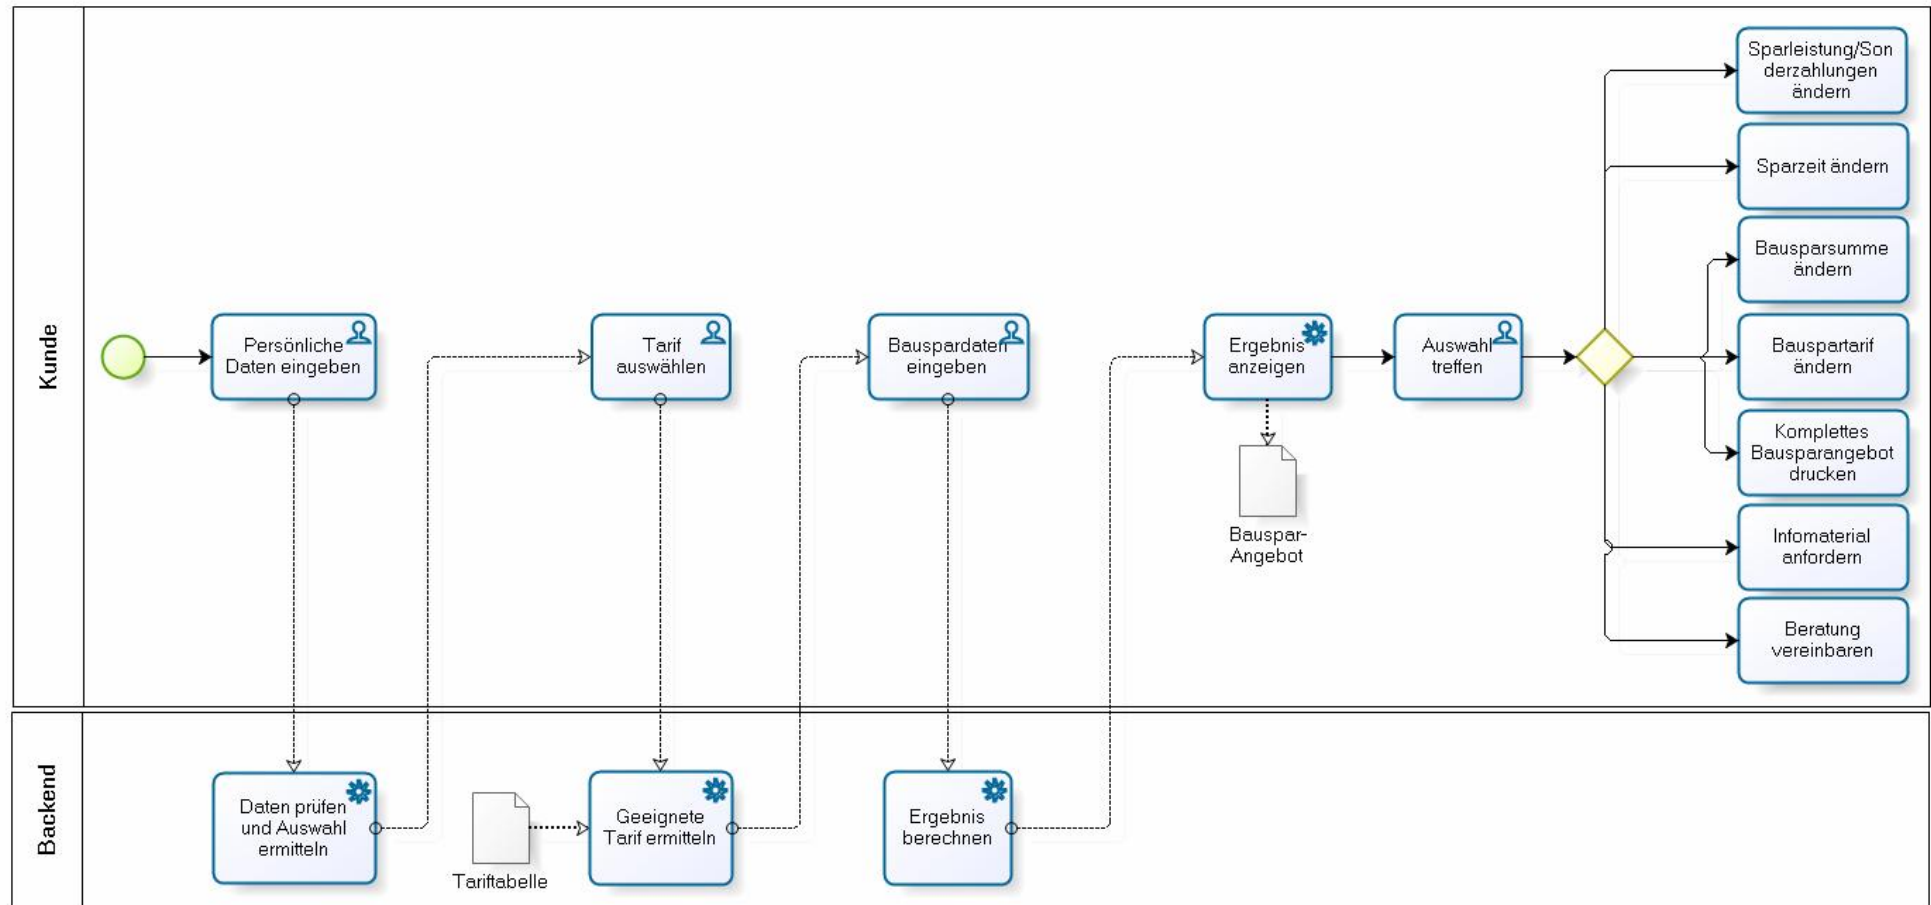 Kunde
Persönliche
Daten eingeben
Tarif
auswählen
Bauspardaten
eingeben
Ergebnis
anzeigen
Bauspar-
Angebot
Auswahl
treffen
Sparleistung/Son
derzahlungen
ändern
Sparzeit ändern
Bausparsumme
ändern
Bauspartarif
ändern
Komplettes
Bausparangebot
drucken
Infomaterial
anfordern
Beratung
vereinbaren
Backend
Daten prüfen
und Auswahl
ermitteln
Tariftabelle
Geeignete
Tarif ermitteln
Ergebnis
berechnen